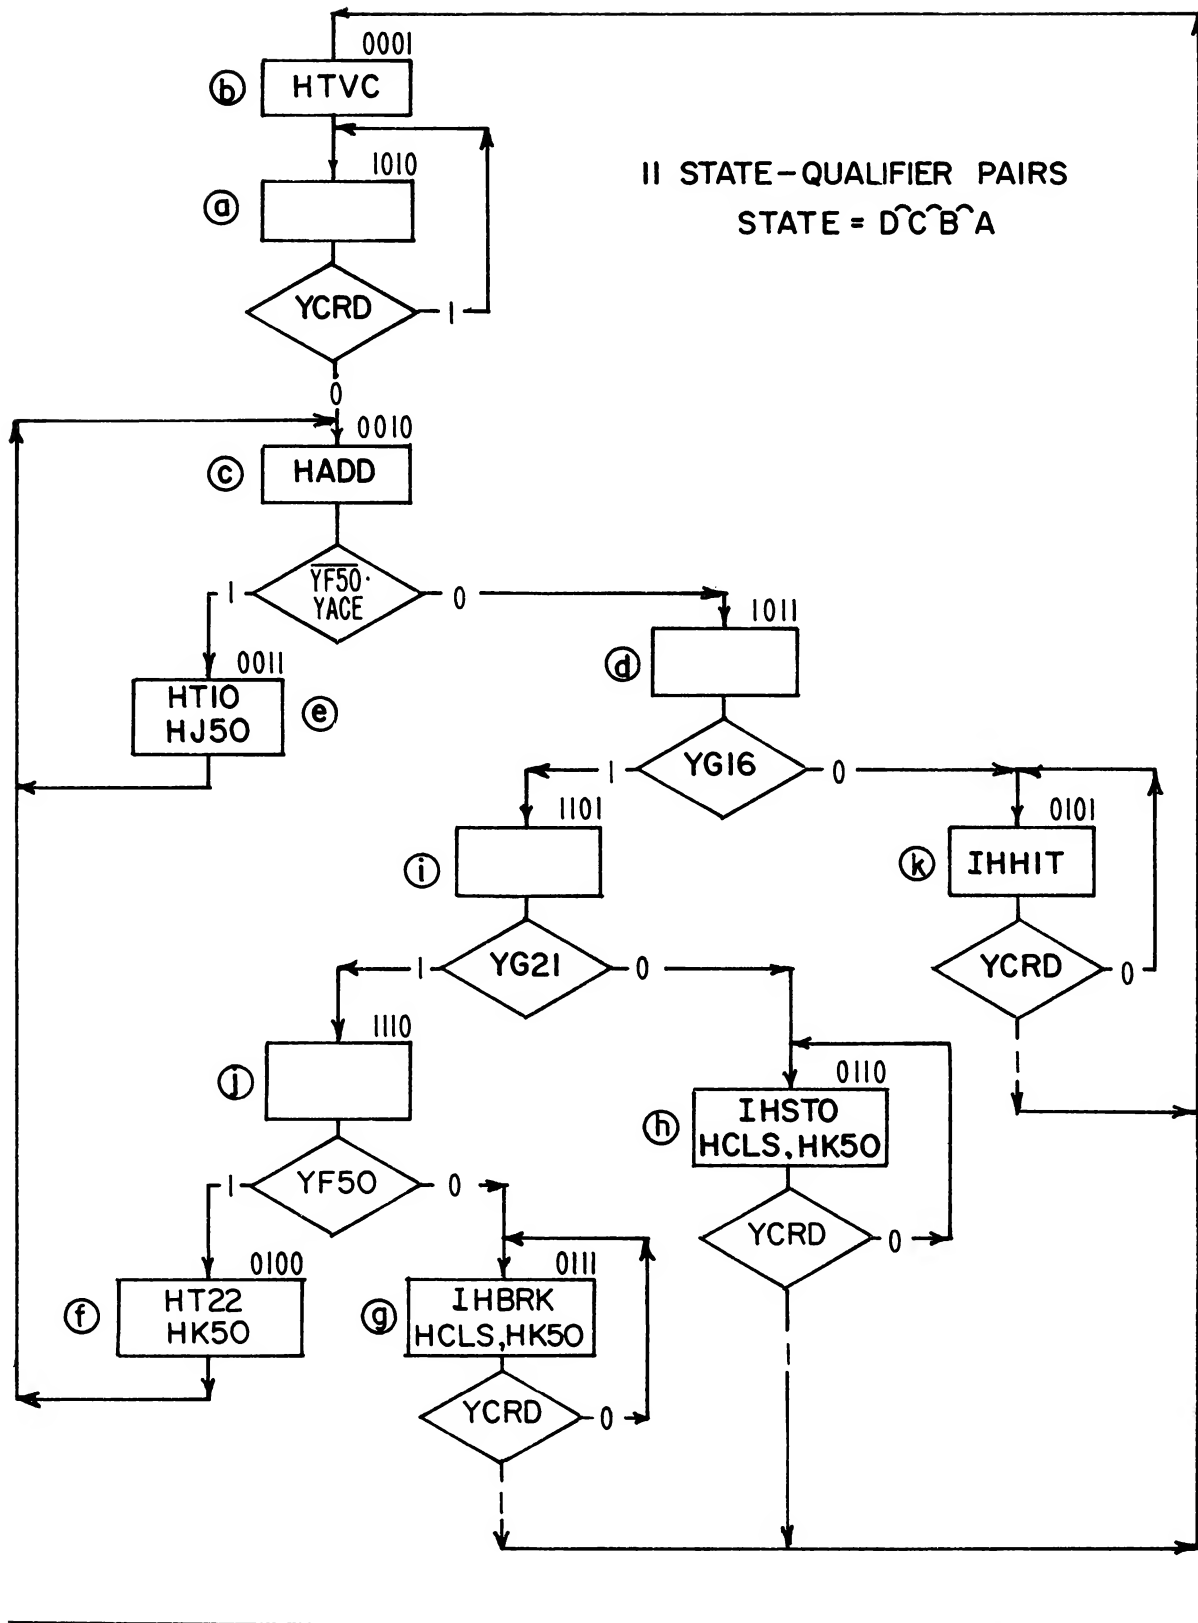 0001
b
HTVC
1010
a
11 STATE-QUALIFIER PAIRS
STATE = D⌢C⌢B⌢A
YCRD
1
0
0010
c
HADD
Y̅F̅5̅0̅·
YACE
1
0
0011
HT10
HJ50
e
1011
d
YG16
1
0
1101
i
0101
k
IHHIT
YG21
1
0
YCRD
0
1110
j
0110
h
IHSTO
HCLS, HK50
YF50
1
0
YCRD
0
0100
f
HT22
HK50
0111
g
IHBRK
HCLS, HK50
YCRD
0